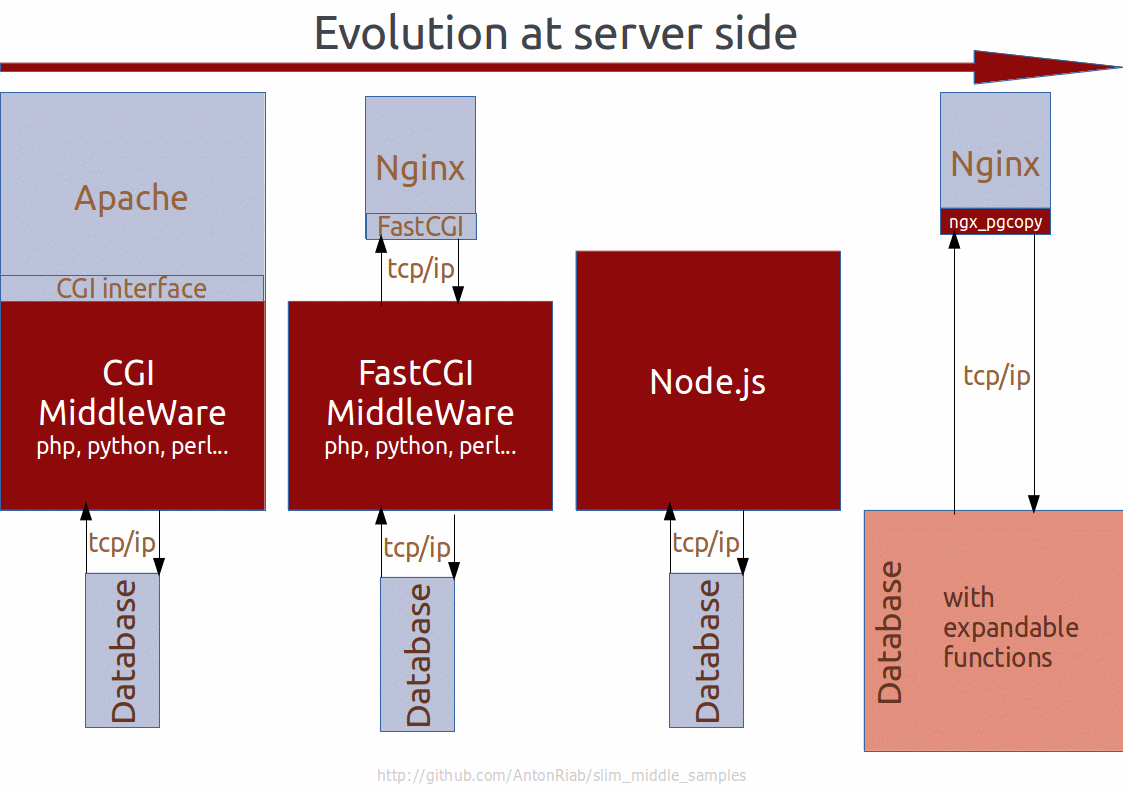 Evolution at server side
Apache
CGI interface
CGI
MiddleWare
php, python, perl...
tcp/ip
Database
Nginx
FastCGI
tcp/ip
FastCGI
MiddleWare
php, python, perl...
tcp/ip
Database
Node.js
tcp/ip
Database
Nginx
ngx_pgcopy
tcp/ip
Database
with
expandable
functions
http://github.com/AntonRiab/slim_middle_samples